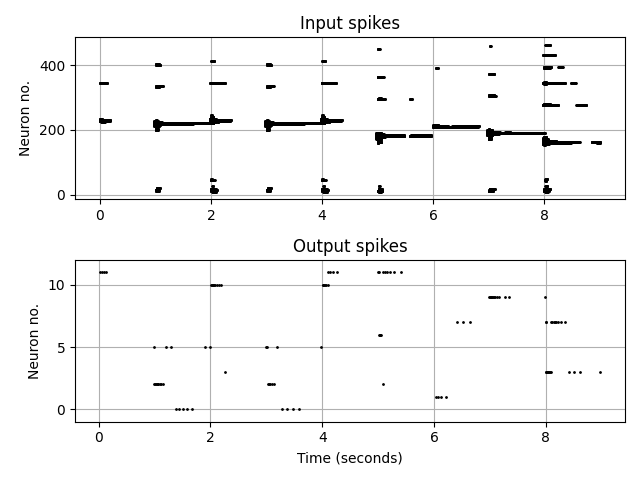 Input spikes
Neuron no.
400
200
0
0 2 4 6 8
Output spikes
Neuron no.
10
5
0
0 2 4 6 8
Time (seconds)